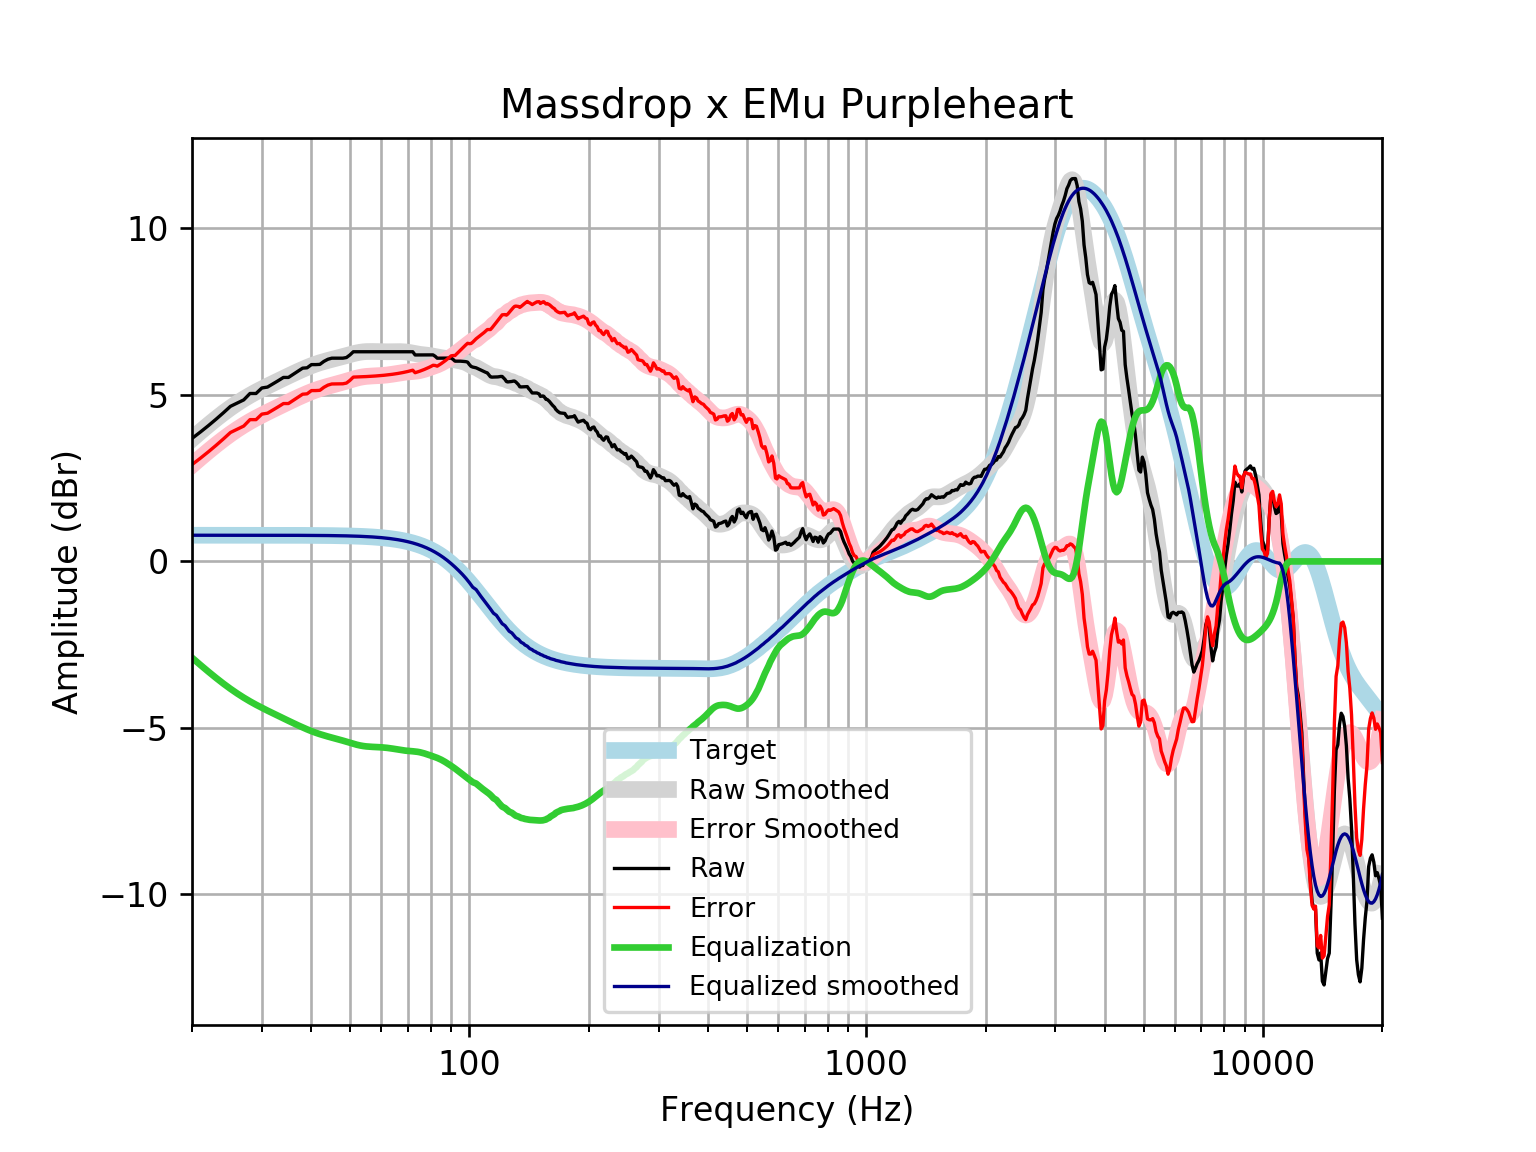 Massdrop x EMu Purpleheart
10
5
0
−5
−10
Amplitude (dBr)
Target
Raw Smoothed
Error Smoothed
Raw
Error
Equalization
Equalized smoothed
100 1000 10000
Frequency (Hz)